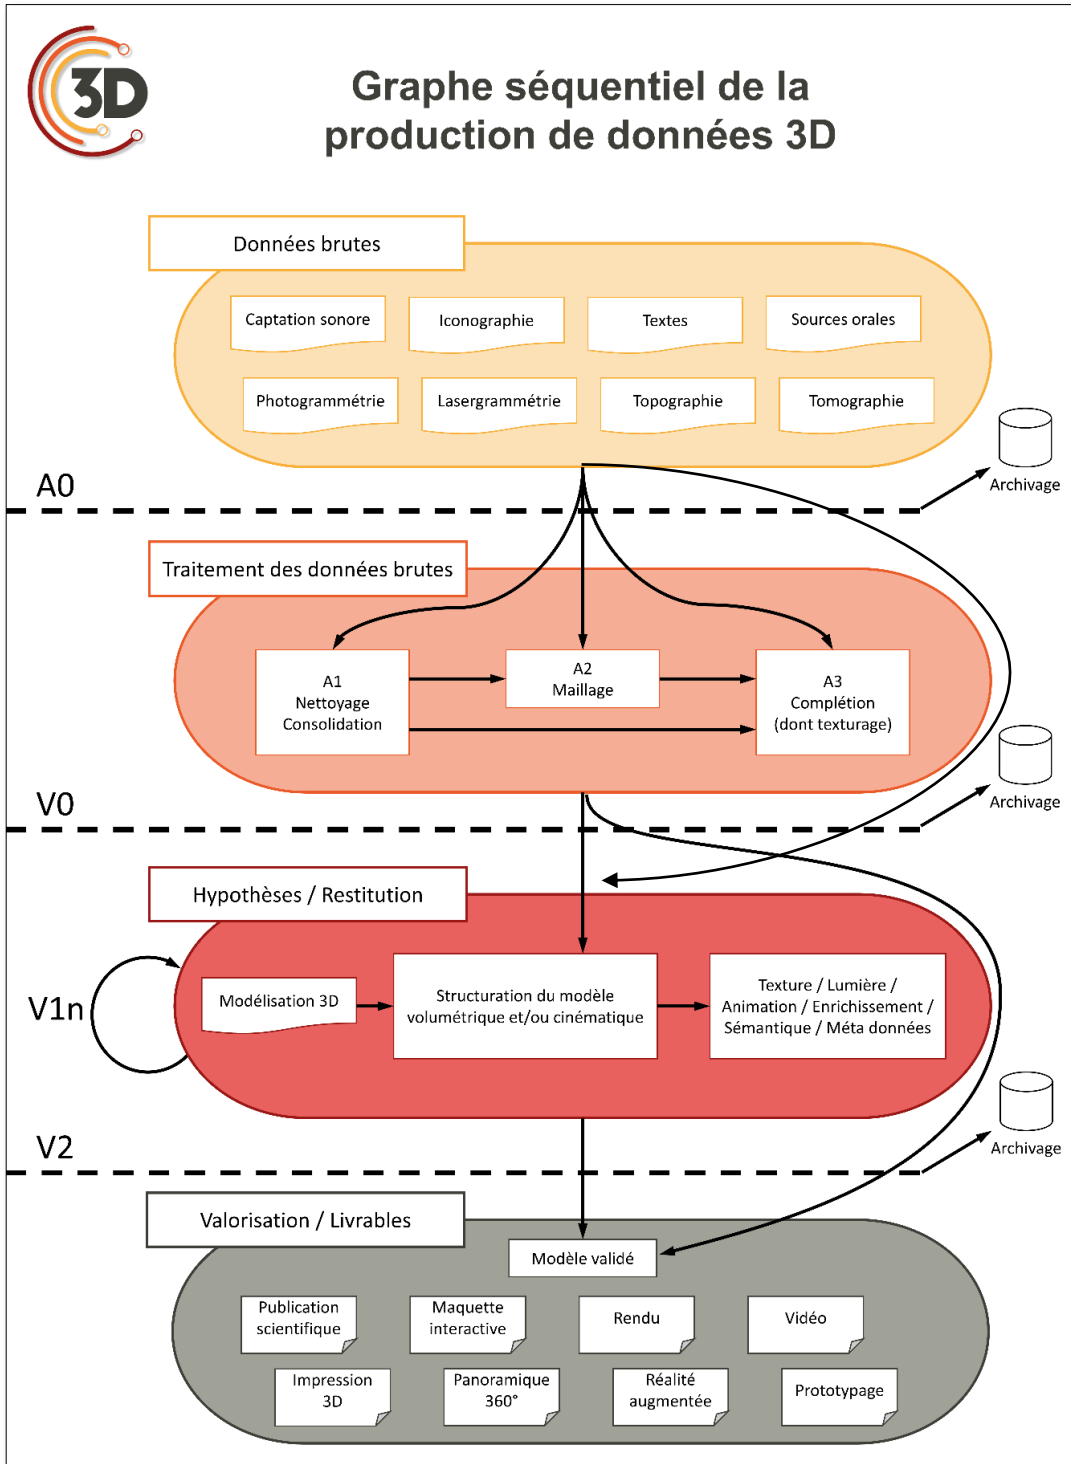 3D
Graphe séquentiel de la
production de données 3D
Données brutes
Captation sonore
Iconographie
Textes
Sources orales
Photogrammétrie
Lasergrammétrie
Topographie
Tomographie
Archivage
A0
Traitement des données brutes
A1
Nettoyage
Consolidation
A2
Maillage
A3
Complétion
(dont texturage)
Archivage
V0
Hypothèses / Restitution
V1n
Modélisation 3D
Structuration du modèle
volumétrique et/ou cinématique
Texture / Lumière /
Animation / Enrichissement /
Sémantique / Méta données
Archivage
V2
Valorisation / Livrables
Modèle validé
Publication
scientifique
Maquette
interactive
Rendu
Vidéo
Impression
3D
Panoramique
360°
Réalité
augmentée
Prototypage